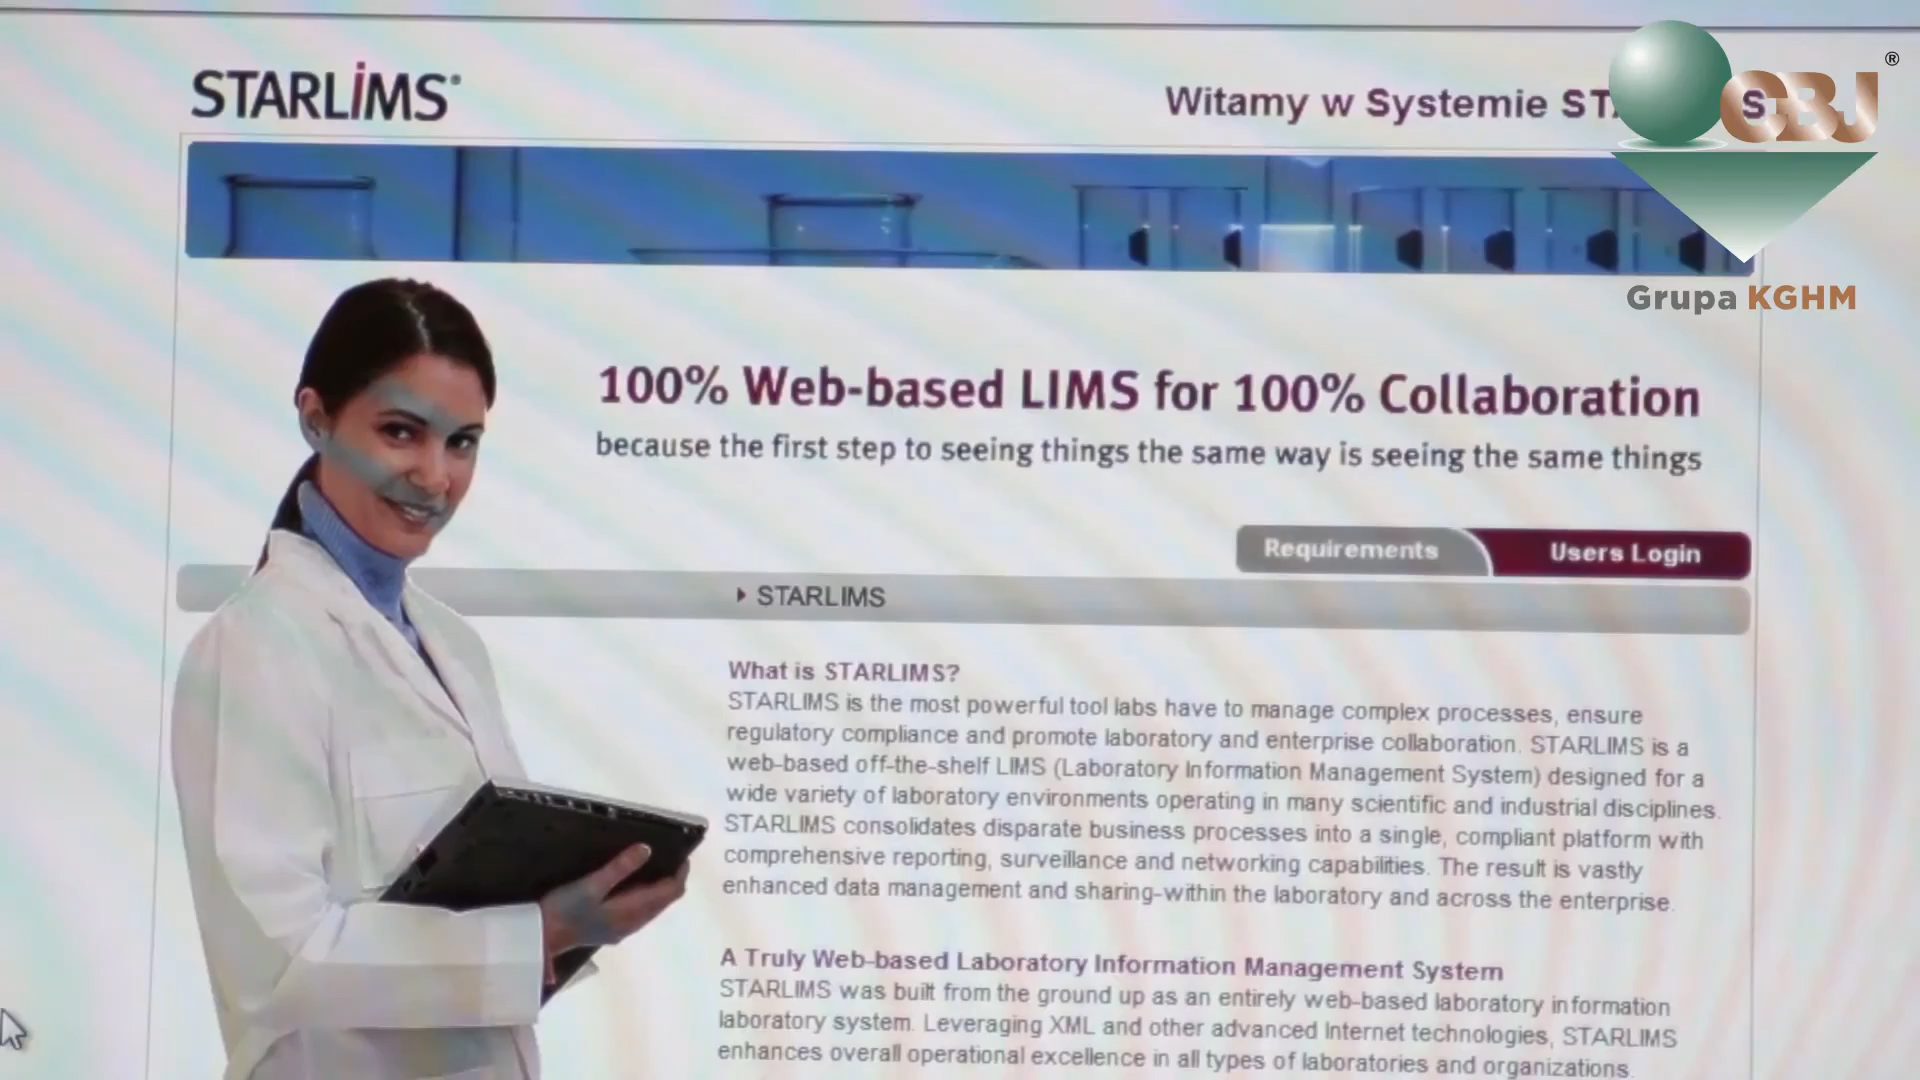 STARLIMS®
Witamy w Systemie ST
S
CBJ®
Grupa KGHM
100% Web-based LIMS for 100% Collaboration
because the first step to seeing things the same way is seeing the same things
Requirements
Users Login
STARLIMS
What is STARLIMS?
STARLIMS is the most powerful tool labs have to manage complex processes, ensure
regulatory compliance and promote laboratory and enterprise collaboration. STARLIMS is a
web-based off-the-shelf LIMS (Laboratory Information Management System) designed for a
wide variety of laboratory environments operating in many scientific and industrial disciplines.
STARLIMS consolidates disparate business processes into a single, compliant platform with
comprehensive reporting, surveillance and networking capabilities. The result is vastly
enhanced data management and sharing-within the laboratory and across the enterprise.
A Truly Web-based Laboratory Information Management System
STARLIMS was built from the ground up as an entirely web-based laboratory information
laboratory system. Leveraging XML and other advanced Internet technologies, STARLIMS
enhances overall operational excellence in all types of laboratories and organizations.